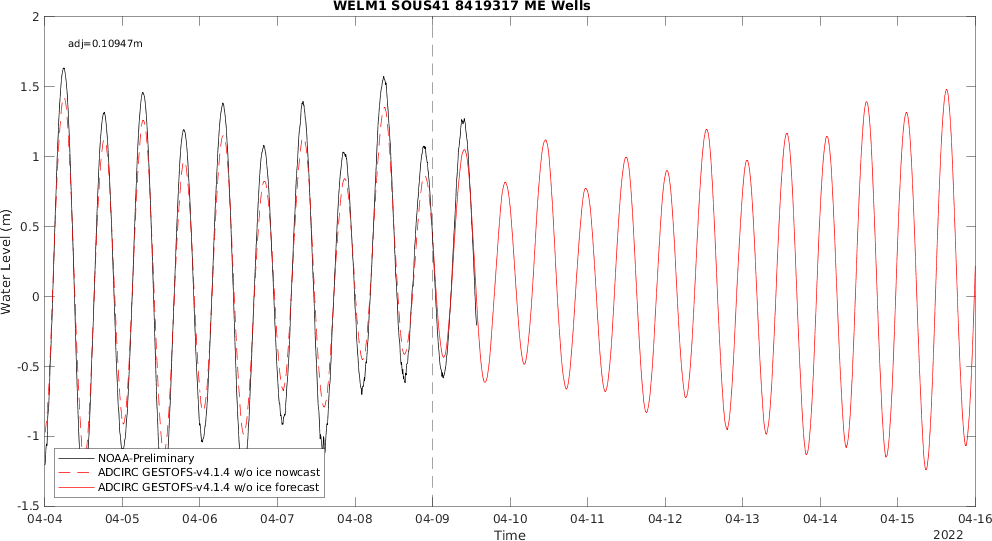 WELM1 SOUS41 8419317 ME Wells
adj=0.10947m
Water Level (m)
2
1.5
1
0.5
0
-0.5
-1
-1.5
NOAA-Preliminary
ADCIRC GESTOFS-v4.1.4 w/o ice nowcast
ADCIRC GESTOFS-v4.1.4 w/o ice forecast
04-04 04-05 04-06 04-07 04-08 04-09 04-10 04-11 04-12 04-13 04-14 04-15 04-16
Time
2022